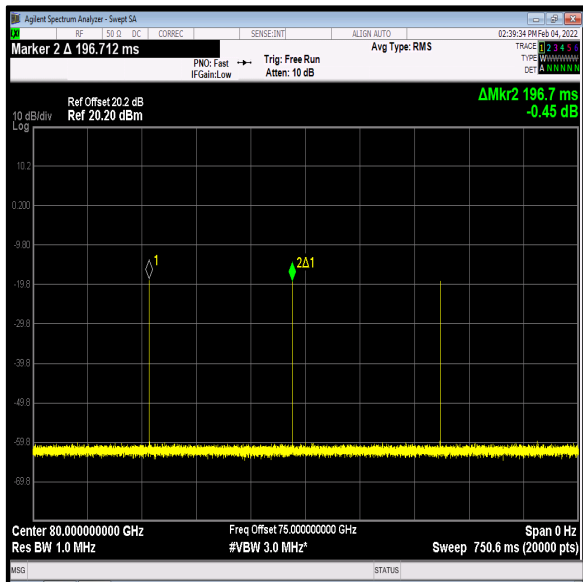 Agilent Spectrum Analyzer - Swept SA
LXI RF 50 Ω DC CORREC SENSE:INT ALIGN AUTO 02:39:34 PM Feb 04, 2022
Marker 2 Δ 196.712 ms
PNO: Fast
IFGain:Low
Trig: Free Run
Atten: 10 dB
Avg Type: RMS
TRACE 1 2 3 4 5 6
TYPE WWWWWW
DET A N N N N N
ΔMkr2 196.7 ms
-0.45 dB
Ref Offset 20.2 dB
10 dB/div Ref 20.20 dBm
Log
10.2
0.200
-9.80
-19.8
-29.8
-39.8
-49.8
-59.8
-69.8
1
2Δ1
Center 80.000000000 GHz Freq Offset 75.000000000 GHz Span 0 Hz
Res BW 1.0 MHz #VBW 3.0 MHz* Sweep 750.6 ms (20000 pts)
MSG STATUS